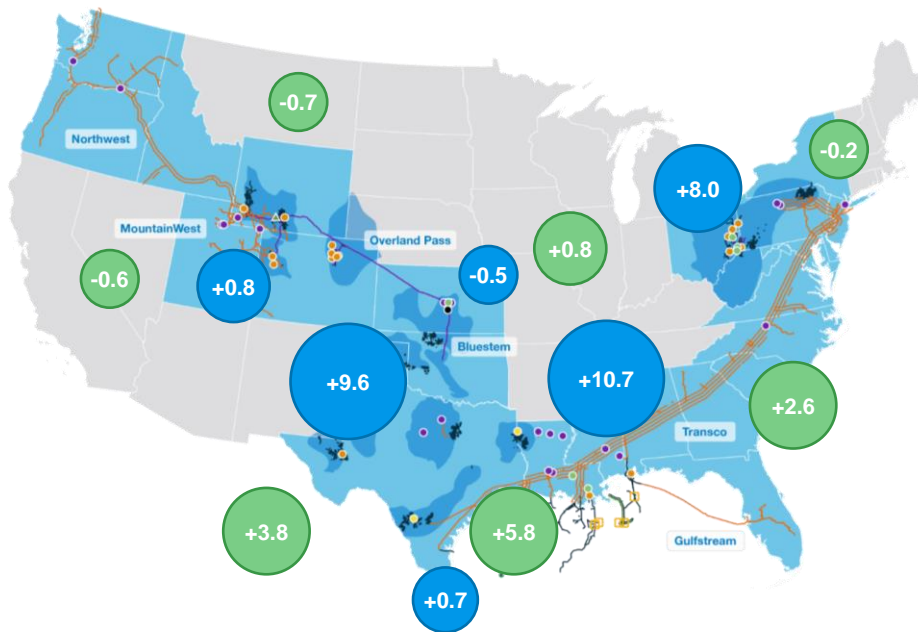 -0.7
Northwest
-0.2
+8.0
MountainWest
Overland Pass
+0.8
-0.6
+0.8
-0.5
Bluestem
+9.6
+10.7
+2.6
Transco
+3.8
+5.8
Gulfstream
+0.7